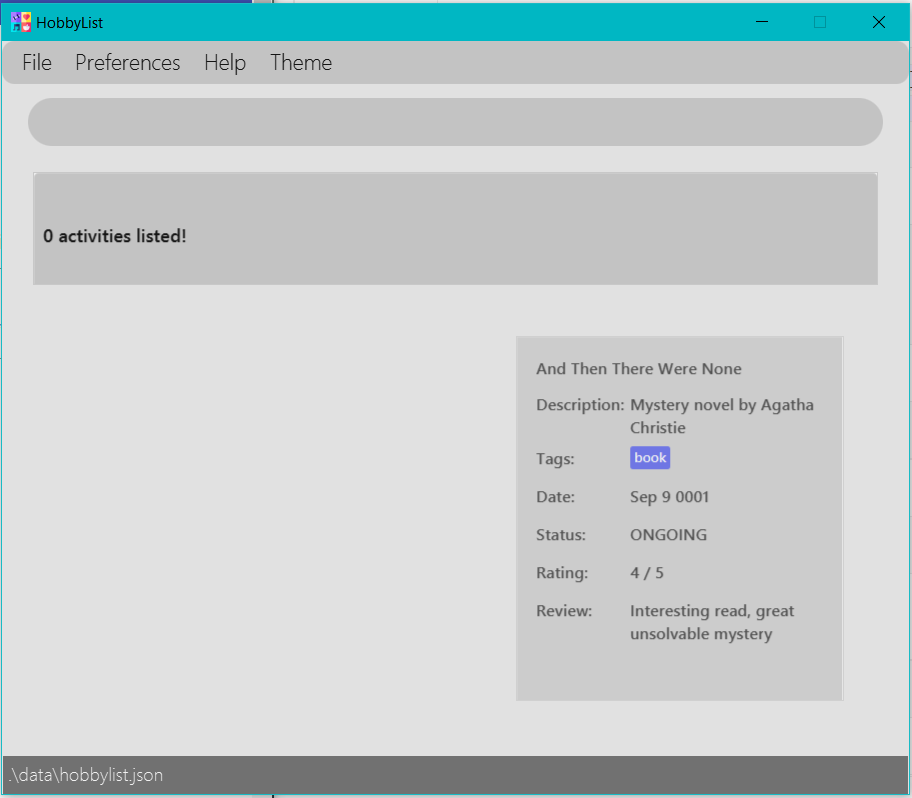 HobbyList
File Preferences Help Theme
0 activities listed!
And Then There Were None
Description: Mystery novel by Agatha
Christie
Tags: book
Date: Sep 9 0001
Status: ONGOING
Rating: 4 / 5
Review: Interesting read, great
unsolvable mystery
.\data\hobbylist.json